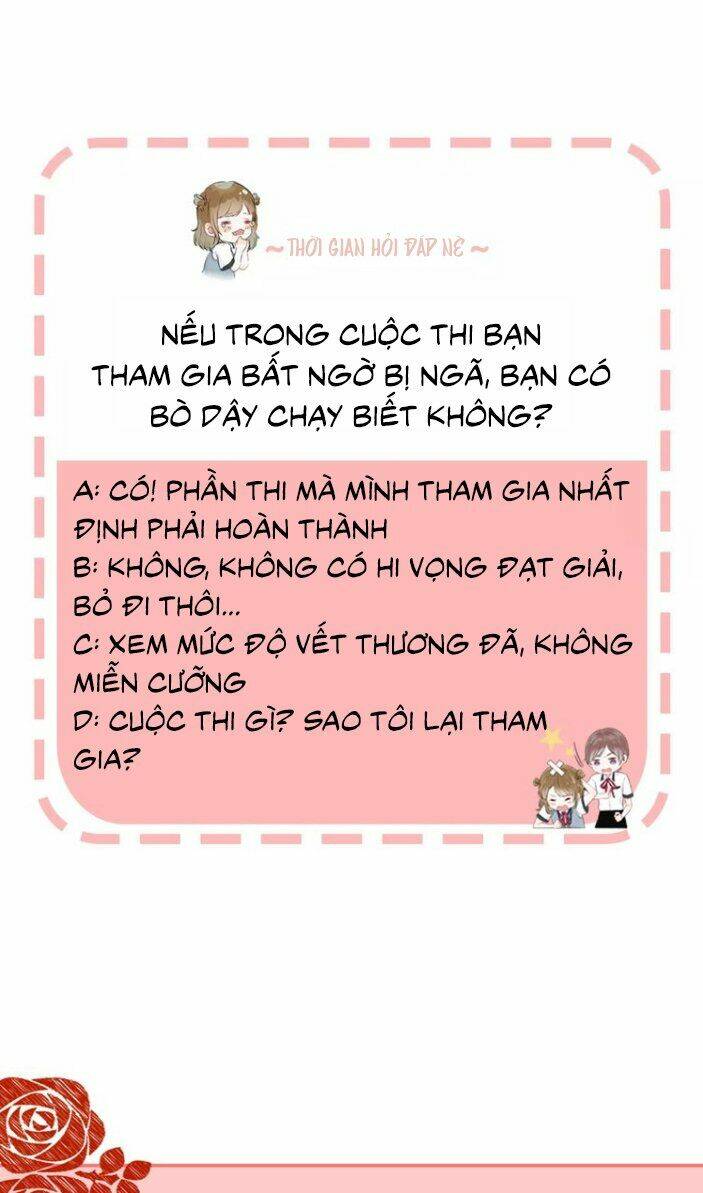 ~THỜI GIAN HỎI ĐÁP NÈ~
NẾU TRONG CUỘC THI BẠN
THAM GIA BẤT NGỜ BỊ NGÃ, BẠN CÓ
BÒ DẬY CHẠY BIẾT KHÔNG?
A: CÓ! PHẦN THI MÀ MÌNH THAM GIA NHẤT
ĐỊNH PHẢI HOÀN THÀNH
B: KHÔNG, KHÔNG CÓ HI VỌNG ĐẠT GIẢI,
BỎ ĐI THÔI...
C: XEM MỨC ĐỘ VẾT THƯƠNG ĐÃ, KHÔNG
MIỄN CƯỠNG
D: CUỘC THI GÌ? SAO TÔI LẠI THAM
GIA?